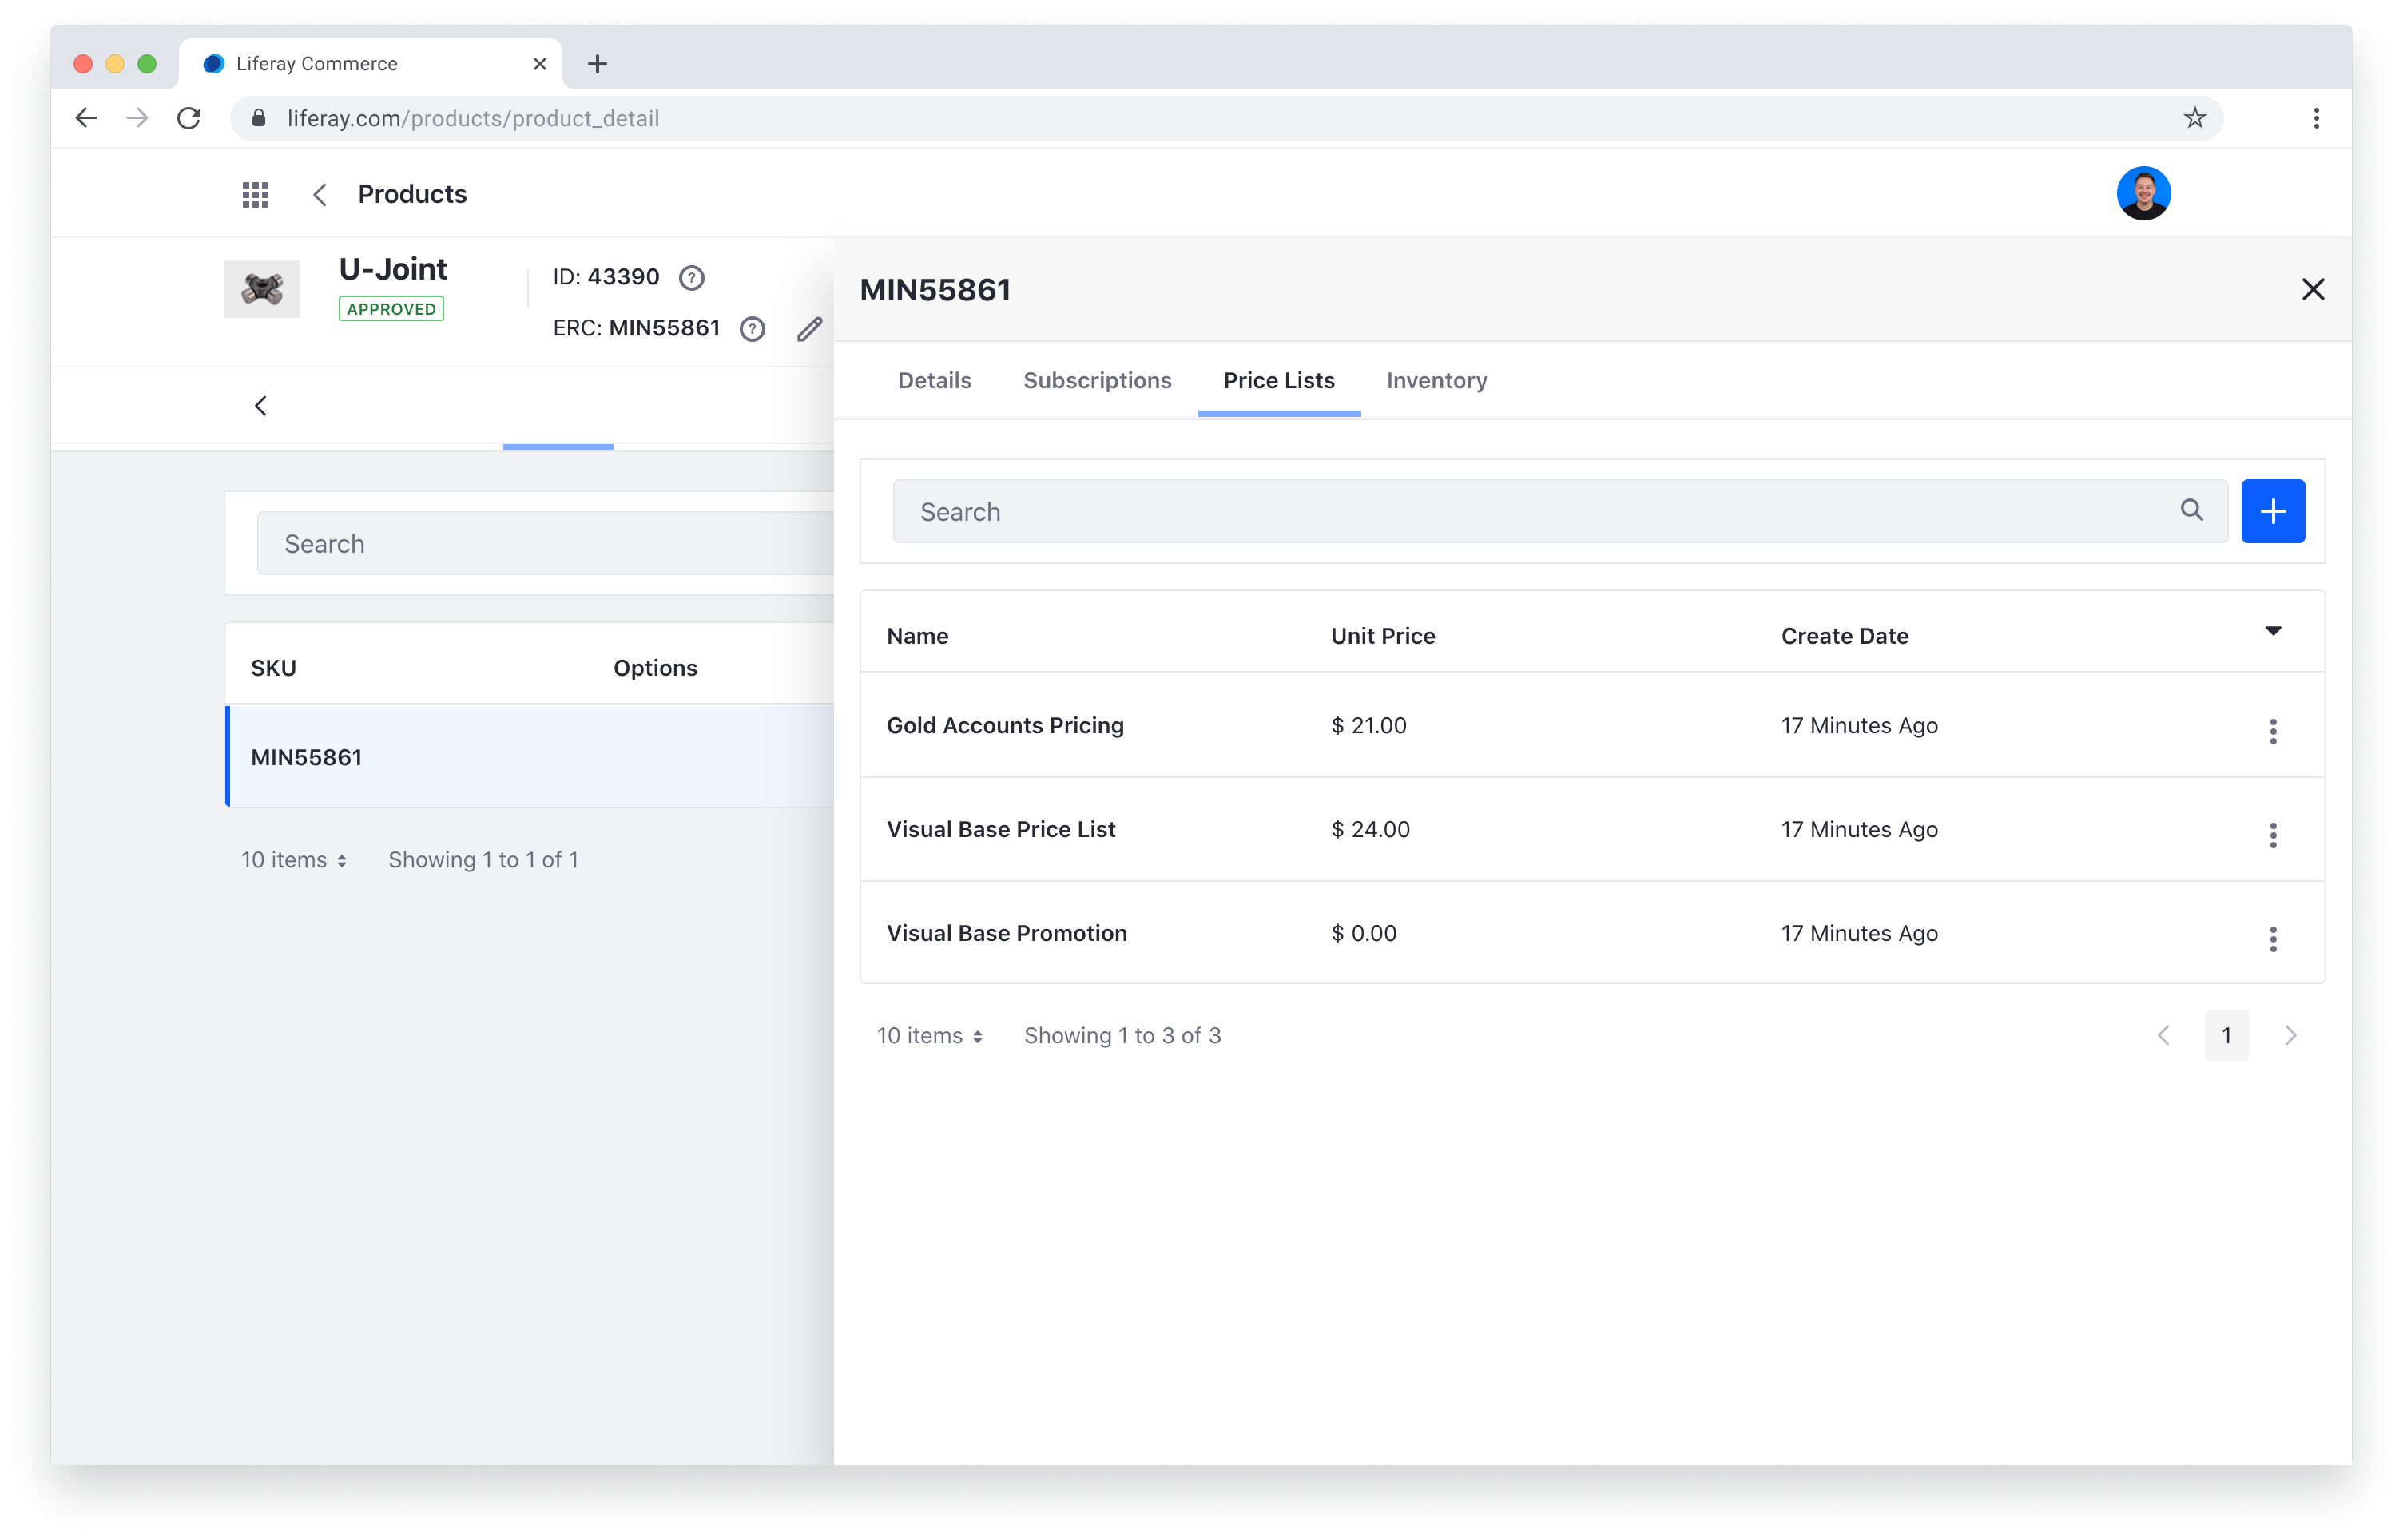 Liferay Commerce
liferay.com/products/product_detail
Products
U-Joint
APPROVED
ID: 43390
ERC: MIN55861
Search
SKU Options
MIN55861
10 items Showing 1 to 1 of 1
MIN55861
Details Subscriptions Price Lists Inventory
Search
Name Unit Price Create Date
Gold Accounts Pricing $ 21.00 17 Minutes Ago
Visual Base Price List $ 24.00 17 Minutes Ago
Visual Base Promotion $ 0.00 17 Minutes Ago
10 items Showing 1 to 3 of 3 1